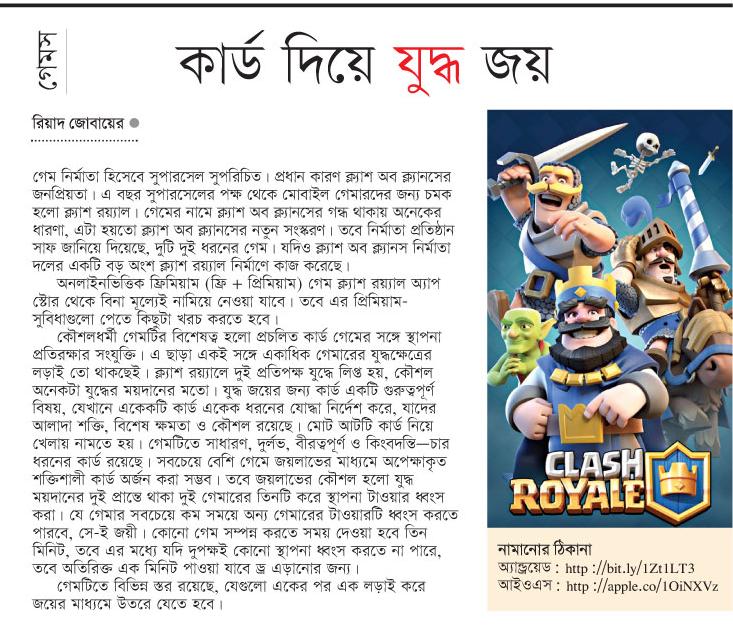 গেমস
কার্ড দিয়ে যুদ্ধ জয়
রিয়াদ জোবায়ের
গেম নির্মাতা হিসেবে সুপারসেল সুপরিচিত। প্রধান কারণ ক্ল্যাশ অব ক্ল্যানসের
জনপ্রিয়তা। এ বছর সুপারসেলের পক্ষ থেকে মোবাইল গেমারদের জন্য চমক
হলো ক্ল্যাশ রয়্যাল। গেমের নামে ক্ল্যাশ অব ক্ল্যানসের গন্ধ থাকায় অনেকের
ধারণা, এটা হয়তো ক্ল্যাশ অব ক্ল্যানসের নতুন সংস্করণ। তবে নির্মাতা প্রতিষ্ঠান
সাফ জানিয়ে দিয়েছে, দুটি দুই ধরনের গেম। যদিও ক্ল্যাশ অব ক্ল্যানস নির্মাতা
দলের একটি বড় অংশ ক্ল্যাশ রয়্যাল নির্মাণে কাজ করেছে।
অনলাইনভিত্তিক ফ্রিমিয়াম (ফ্রি + প্রিমিয়াম) গেম ক্ল্যাশ রয়্যাল অ্যাপ
স্টোর থেকে বিনা মূল্যেই নামিয়ে নেওয়া যাবে। তবে এর প্রিমিয়াম-
সুবিধাগুলো পেতে কিছুটা খরচ করতে হবে।
কৌশলধর্মী গেমটির বিশেষত্ব হলো প্রচলিত কার্ড গেমের সঙ্গে স্থাপনা
প্রতিরক্ষার সংযুক্তি। এ ছাড়া একই সঙ্গে একাধিক গেমারের যুদ্ধক্ষেত্রের
লড়াই তো থাকছেই। ক্ল্যাশ রয়্যালে দুই প্রতিপক্ষ যুদ্ধে লিপ্ত হয়, কৌশল
অনেকটা যুদ্ধের ময়দানের মতো। যুদ্ধ জয়ের জন্য কার্ড একটি গুরুত্বপূর্ণ
বিষয়, যেখানে একেকটি কার্ড একেক ধরনের যোদ্ধা নির্দেশ করে, যাদের
আলাদা শক্তি, বিশেষ ক্ষমতা ও কৌশল রয়েছে। মোট আটটি কার্ড নিয়ে
খেলায় নামতে হয়। গেমটিতে সাধারণ, দুর্লভ, বীরত্বপূর্ণ ও কিংবদন্তি—চার
ধরনের কার্ড রয়েছে। সবচেয়ে বেশি গেমে জয়লাভের মাধ্যমে অপেক্ষাকৃত
শক্তিশালী কার্ড অর্জন করা সম্ভব। তবে জয়লাভের কৌশল হলো যুদ্ধ
ময়দানের দুই প্রান্তে থাকা দুই গেমারের তিনটি করে স্থাপনা টাওয়ার ধ্বংস
করা। যে গেমার সবচেয়ে কম সময়ে অন্য গেমারের টাওয়ারটি ধ্বংস করতে
পারবে, সে-ই জয়ী। কোনো গেম সম্পন্ন করতে সময় দেওয়া হবে তিন
মিনিট, তবে এর মধ্যে যদি দুপক্ষই কোনো স্থাপনা ধ্বংস করতে না পারে,
তবে অতিরিক্ত এক মিনিট পাওয়া যাবে ড্র এড়ানোর জন্য।
গেমটিতে বিভিন্ন স্তর রয়েছে, যেগুলো একের পর এক লড়াই করে
জয়ের মাধ্যমে উতরে যেতে হবে।
CLASH
ROYALE
নামানোর ঠিকানা
অ্যান্ড্রয়েড : http://bit.ly/1Zt1LT3
আইওএস : http://apple.co/1OiNXVz